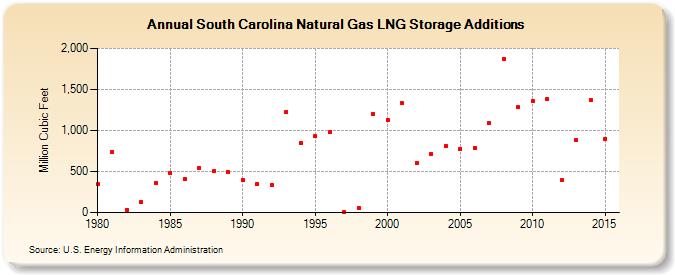 Annual South Carolina Natural Gas LNG Storage Additions
Million Cubic Feet
2,000
1,500
1,000
500
0
1980 1985 1990 1995 2000 2005 2010 2015
Source: U.S. Energy Information Administration